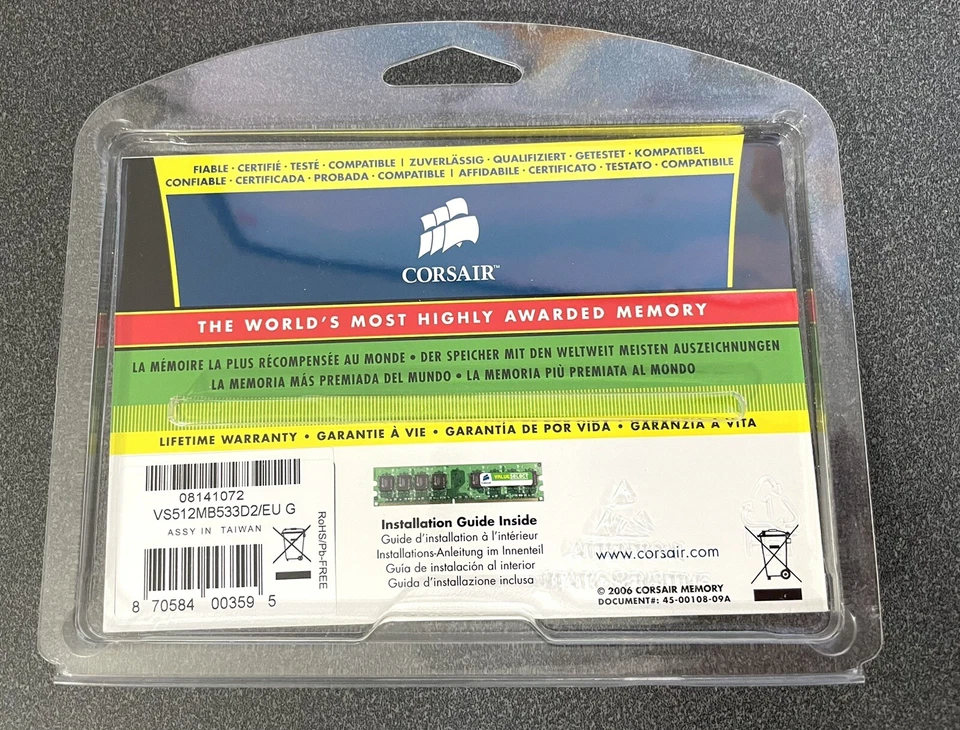 FIABLE · CERTIFIÉ · TESTÉ · COMPATIBLE | ZUVERLÄSSIG · QUALIFIZIERT · GETESTET · KOMPATIBEL
CONFIABLE · CERTIFICADA · PROBADA · COMPATIBLE | AFFIDABILE · CERTIFICATO · TESTATO · COMPATIBILE
CORSAIR™
THE WORLD'S MOST HIGHLY AWARDED MEMORY
LA MÉMOIRE LA PLUS RÉCOMPENSÉE AU MONDE • DER SPEICHER MIT DEN WELTWEIT MEISTEN AUSZEICHNUNGEN
LA MEMORIA MÁS PREMIADA DEL MUNDO • LA MEMORIA PIÙ PREMIATA AL MONDO
LIFETIME WARRANTY • GARANTIE À VIE • GARANTÍA DE POR VIDA • GARANZIA A VITA
08141072
VS512MB533D2/EU G
ASSY IN TAIWAN
RoHS/Pb-FREE
8 70584 00359 5
VALUE SELECT
Installation Guide Inside
Guide d'installation à l'intérieur
Installations-Anleitung im Innenteil
Guía de instalación al interior
Guida d'installazione inclusa
www.corsair.com
© 2006 CORSAIR MEMORY
DOCUMENT#: 45-00108-09A